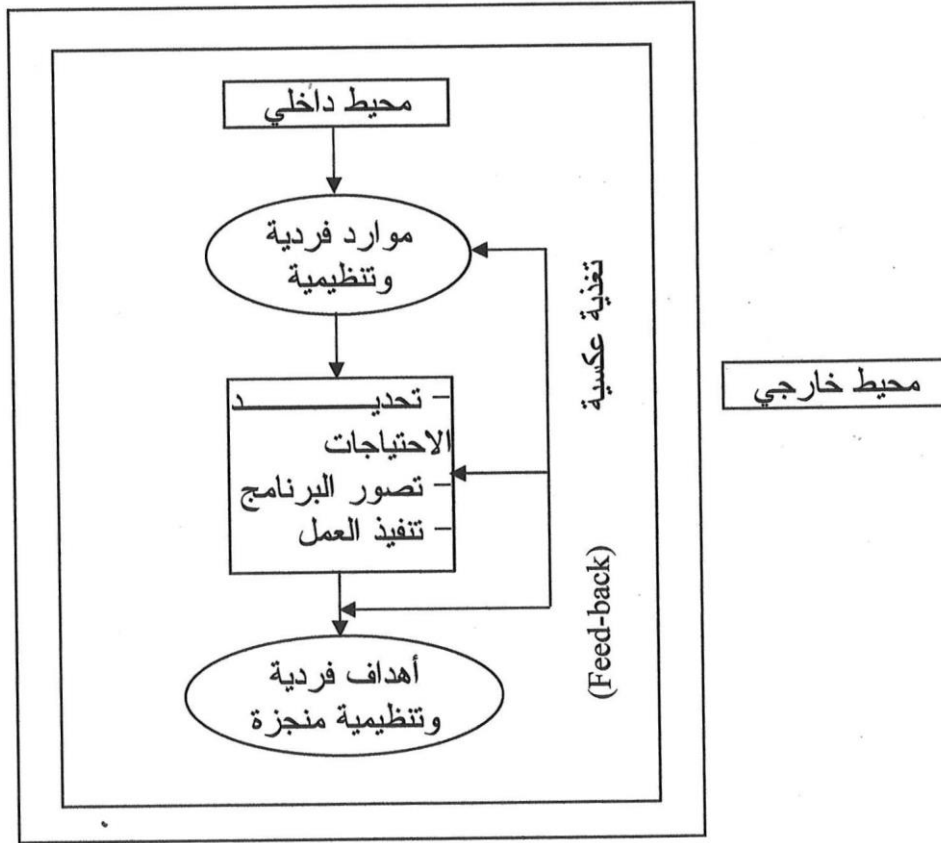 محيط داخلي
موارد فردية
وتنظيمية
تغذية عكسية
(Feed-back)
محيط خارجي
- تحديـــــــــد
الاحتياجات
- تصور البرنامج
- تنفيذ العمل
أهداف فردية
وتنظيمية منجزة